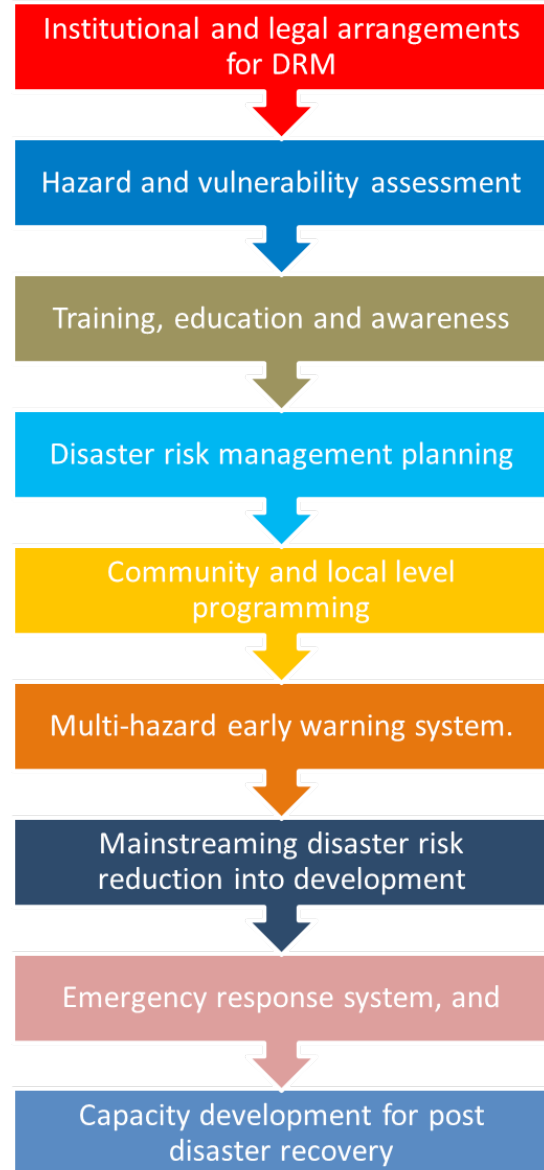 Institutional and legal arrangements
for DRM
Hazard and vulnerability assessment
Training, education and awareness
Disaster risk management planning
Community and local level
programming
Multi-hazard early warning system.
Mainstreaming disaster risk
reduction into development
Emergency response system, and
Capacity development for post
disaster recovery